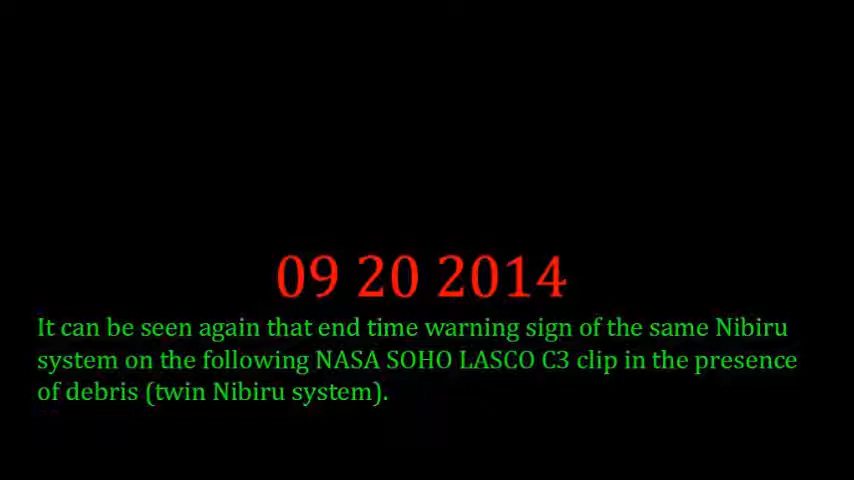 09 20 2014
It can be seen again that end time warning sign of the same Nibiru
system on the following NASA SOHO LASCO C3 clip in the presence
of debris (twin Nibiru system).